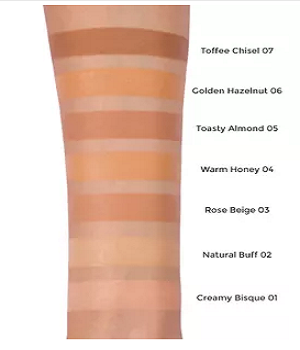 Toffee Chisel 07
Golden Hazelnut 06
Toasty Almond 05
Warm Honey 04
Rose Beige 03
Natural Buff 02
Creamy Bisque 01